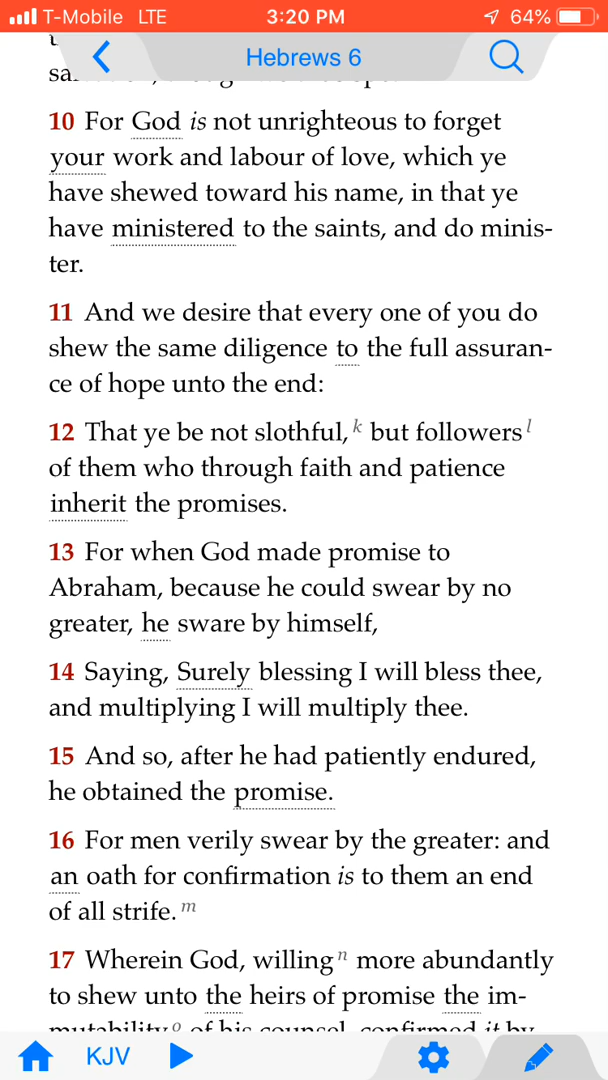 T-Mobile LTE 3:20 PM 64%
Hebrews 6
10 For God is not unrighteous to forget
your work and labour of love, which ye
have shewed toward his name, in that ye
have ministered to the saints, and do minis-
ter.
11 And we desire that every one of you do
shew the same diligence to the full assuran-
ce of hope unto the end:
12 That ye be not slothful, k but followers l
of them who through faith and patience
inherit the promises.
13 For when God made promise to
Abraham, because he could swear by no
greater, he sware by himself,
14 Saying, Surely blessing I will bless thee,
and multiplying I will multiply thee.
15 And so, after he had patiently endured,
he obtained the promise.
16 For men verily swear by the greater: and
an oath for confirmation is to them an end
of all strife. m
17 Wherein God, willing n more abundantly
to shew unto the heirs of promise the im-
mutability o of his counsel, confirmed it by
KJV